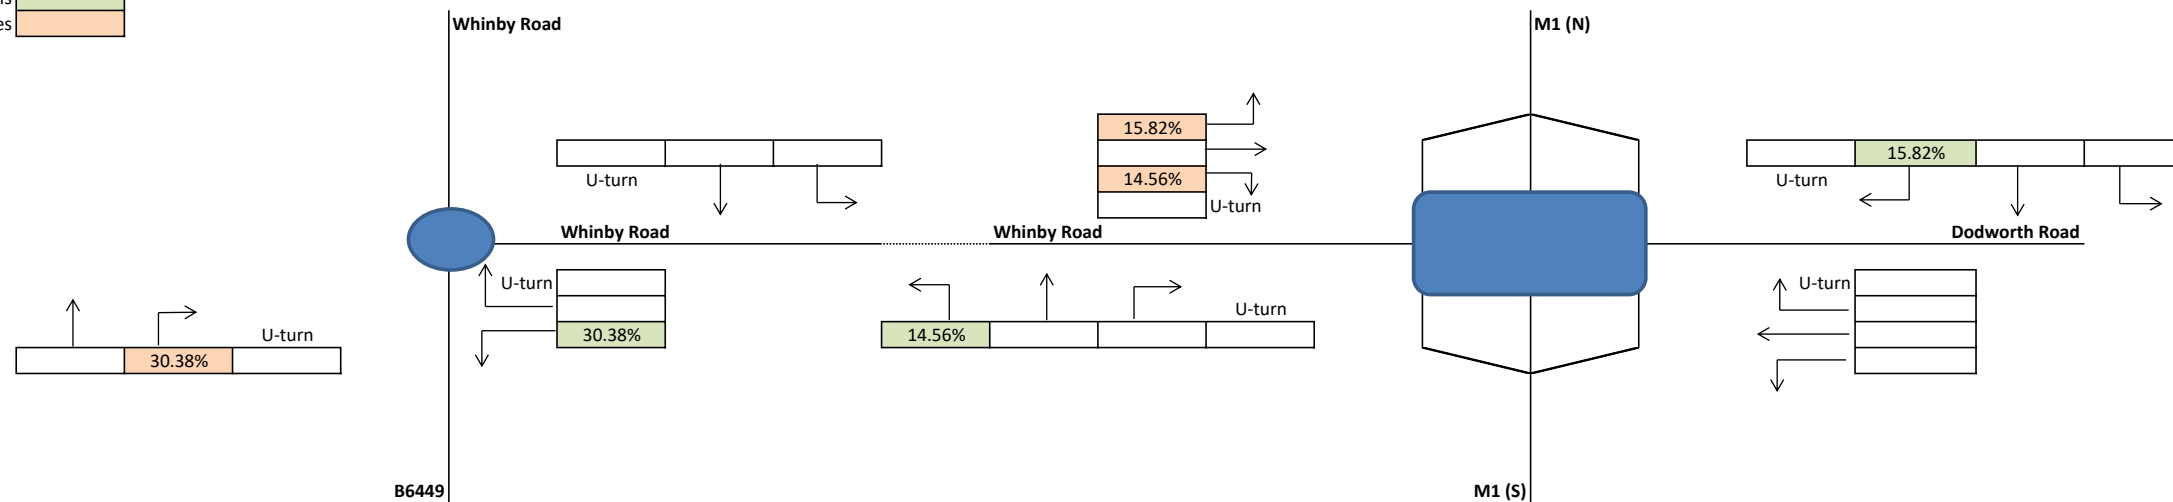 Whinby Road
M1 (N)
15.82%
15.82%
14.56%
U-turn
U-turn
U-turn
Whinby Road
Whinby Road
Dodworth Road
U-turn
U-turn
U-turn
U-turn
30.38%
14.56%
30.38%
B6449
M1 (S)